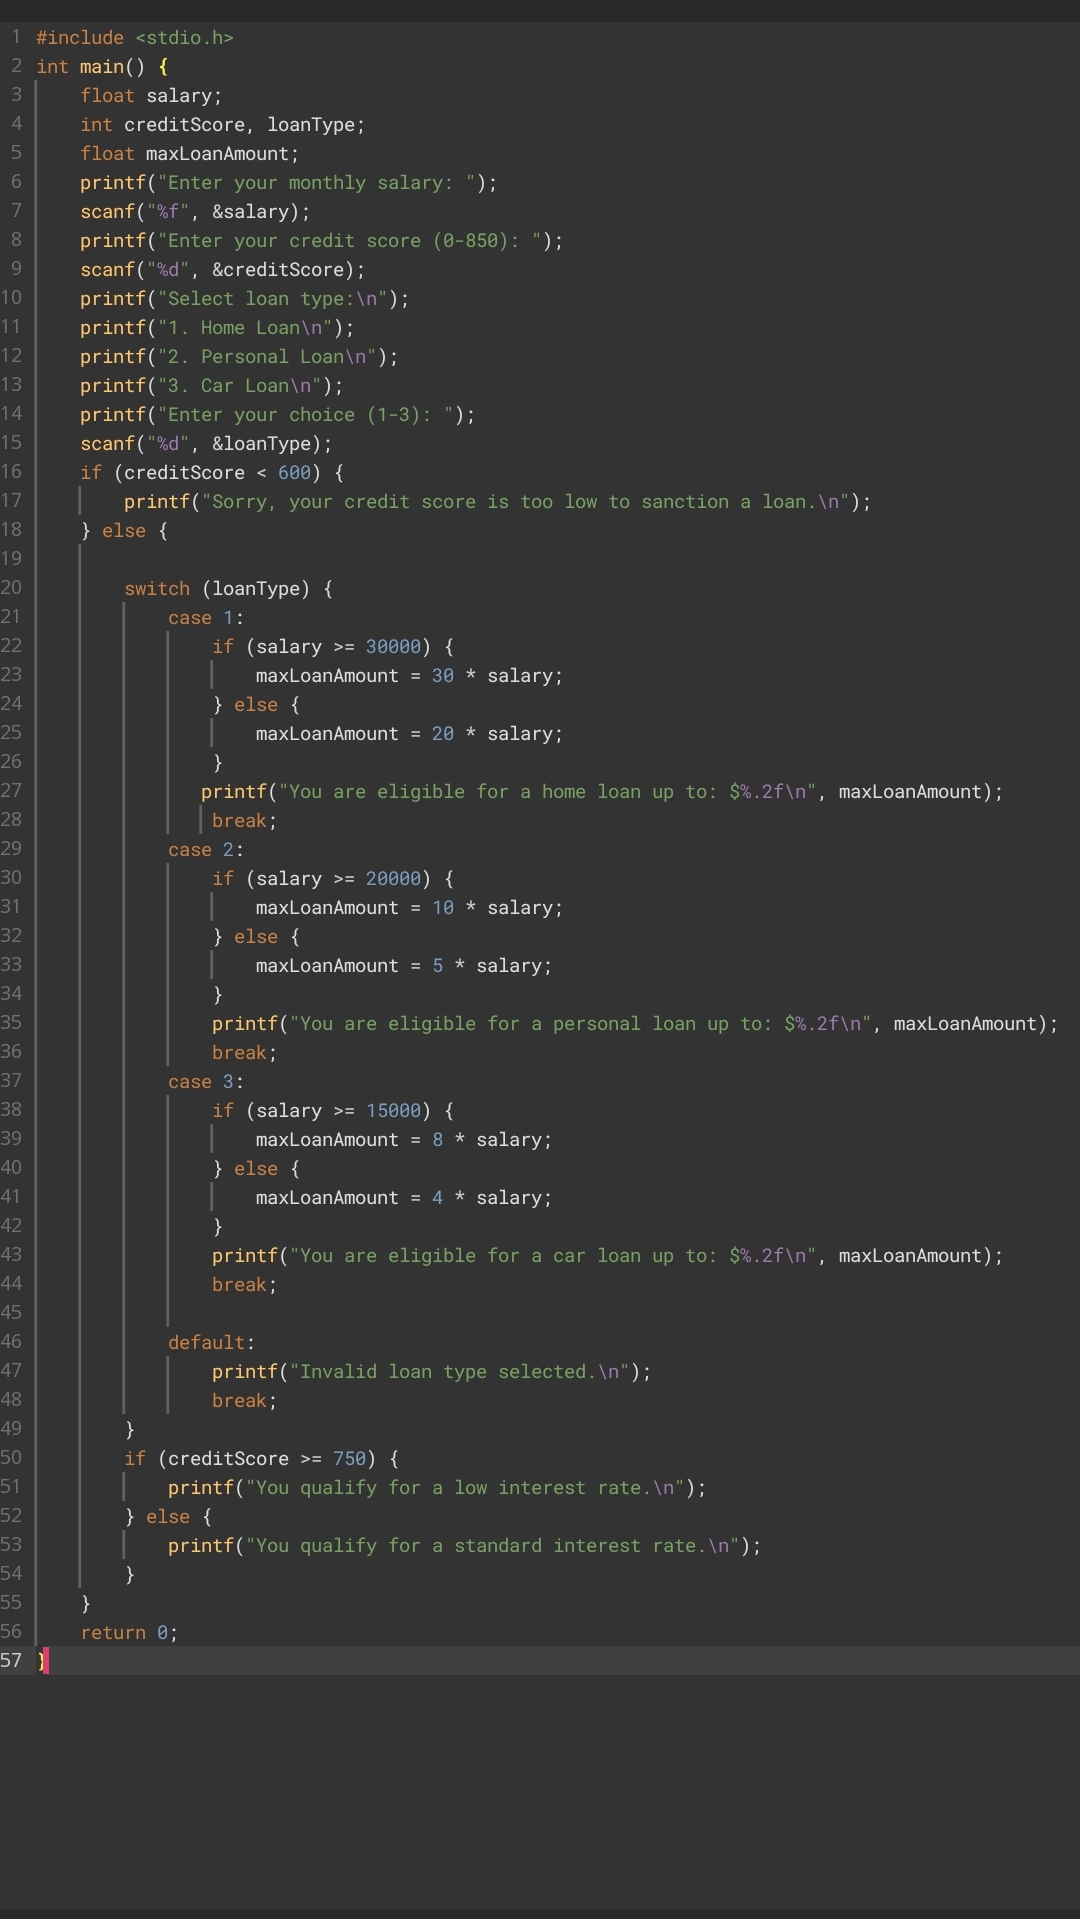 1 #include <stdio.h>
2 int main() {
3     float salary;
4     int creditScore, loanType;
5     float maxLoanAmount;
6     printf("Enter your monthly salary: ");
7     scanf("%f", &salary);
8     printf("Enter your credit score (0-850): ");
9     scanf("%d", &creditScore);
10     printf("Select loan type:\n");
11     printf("1. Home Loan\n");
12     printf("2. Personal Loan\n");
13     printf("3. Car Loan\n");
14     printf("Enter your choice (1-3): ");
15     scanf("%d", &loanType);
16     if (creditScore < 600) {
17         printf("Sorry, your credit score is too low to sanction a loan.\n");
18     } else {
19
20         switch (loanType) {
21             case 1:
22                 if (salary >= 30000) {
23                     maxLoanAmount = 30 * salary;
24                 } else {
25                     maxLoanAmount = 20 * salary;
26                 }
27                printf("You are eligible for a home loan up to: $%.2f\n", maxLoanAmount);
28                 break;
29             case 2:
30                 if (salary >= 20000) {
31                     maxLoanAmount = 10 * salary;
32                 } else {
33                     maxLoanAmount = 5 * salary;
34                 }
35                 printf("You are eligible for a personal loan up to: $%.2f\n", maxLoanAmount);
36                 break;
37             case 3:
38                 if (salary >= 15000) {
39                     maxLoanAmount = 8 * salary;
40                 } else {
41                     maxLoanAmount = 4 * salary;
42                 }
43                 printf("You are eligible for a car loan up to: $%.2f\n", maxLoanAmount);
44                 break;
45
46             default:
47                 printf("Invalid loan type selected.\n");
48                 break;
49         }
50         if (creditScore >= 750) {
51             printf("You qualify for a low interest rate.\n");
52         } else {
53             printf("You qualify for a standard interest rate.\n");
54         }
55     }
56     return 0;
57 }